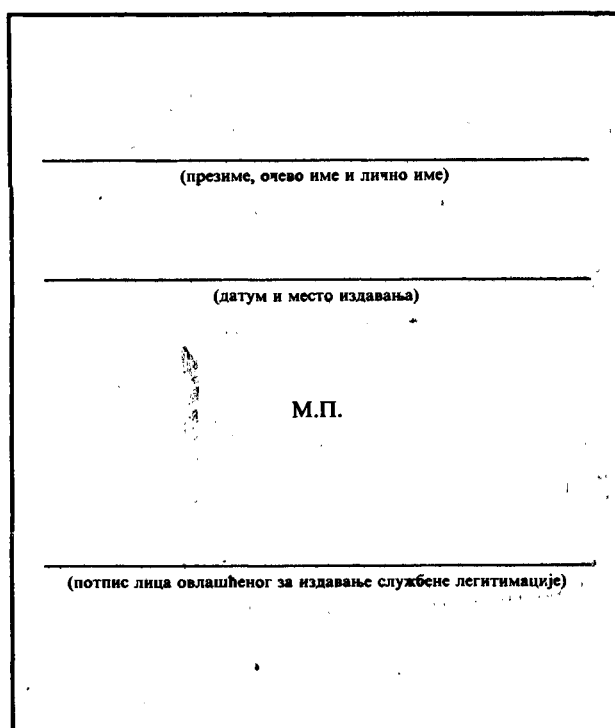 (презиме, очево име и лично име)
(датум и место издавања)
М.П.
(потпис лица овлашћеног за издавање службене легитимације)